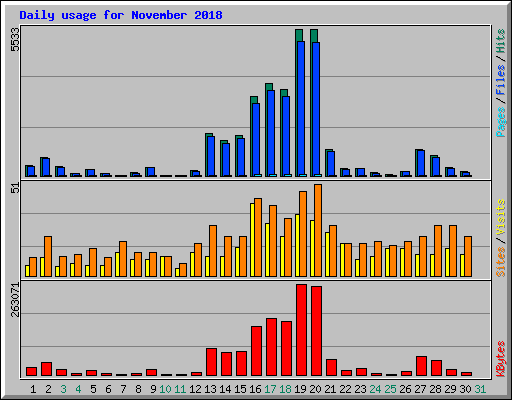 Daily usage for November 2018
5533
Pages / Files / Hits
51
Sites / Visits
263071
KBytes
1 2 3 4 5 6 7 8 9 10 11 12 13 14 15 16 17 18 19 20 21 22 23 24 25 26 27 28 29 30 31